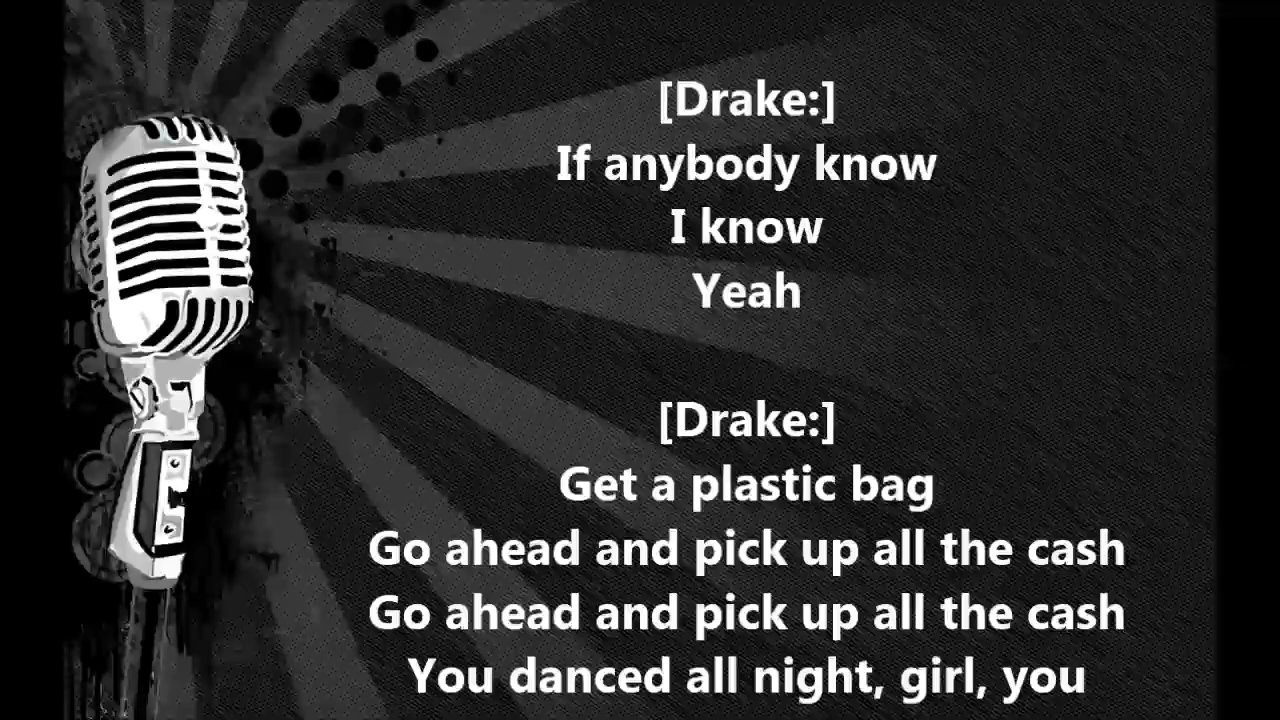 [Drake:]
If anybody know
I know
Yeah
[Drake:]
Get a plastic bag
Go ahead and pick up all the cash
Go ahead and pick up all the cash
You danced all night, girl, you